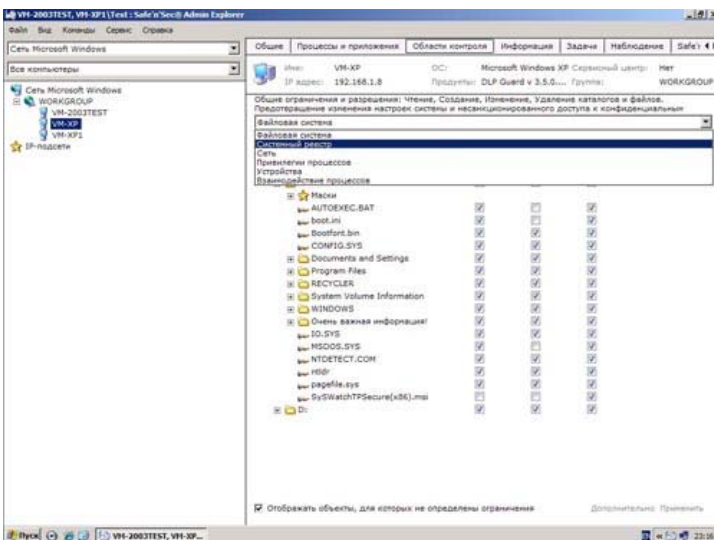 VM-2003TEST, VM-XP1\Test : Safe'n'Sec® Admin Explorer
Файл Вид Команды Сервис Справка
Сеть Microsoft Windows
Все компьютеры
Сеть Microsoft Windows
WORKGROUP
VM-2003TEST
VM-XP
VM-XP1
IP-подсети
Общие Процессы и приложения Области контроля Информация Задачи Наблюдение Safe'r
Имя: VM-XP ОС: Microsoft Windows XP Сервисный центр: Нет
IP адрес: 192.168.1.8 Продукты: DLP Guard v 3.5.0.... Группа: WORKGROUP
Общие ограничения и разрешения: Чтение, Создание, Изменение, Удаление каталогов и файлов.
Предотвращение изменения настроек системы и несанкционированного доступа к конфиденциальным
Файловая система
Файловая система
Системный реестр
Сеть
Привилегии процессов
Устройства
Взаимодействие процессов
Маски
AUTOEXEC.BAT
boot.ini
Bootfont.bin
CONFIG.SYS
Documents and Settings
Program Files
RECYCLER
System Volume Information
WINDOWS
Очень важная информация!
IO.SYS
MSDOS.SYS
NTDETECT.COM
ntldr
pagefile.sys
SySWatchTPSecure(x86).msi
D:
Отображать объекты, для которых не определены ограничения Дополнительно Применить
Пуск VM-2003TEST, VM-XP... 23:16